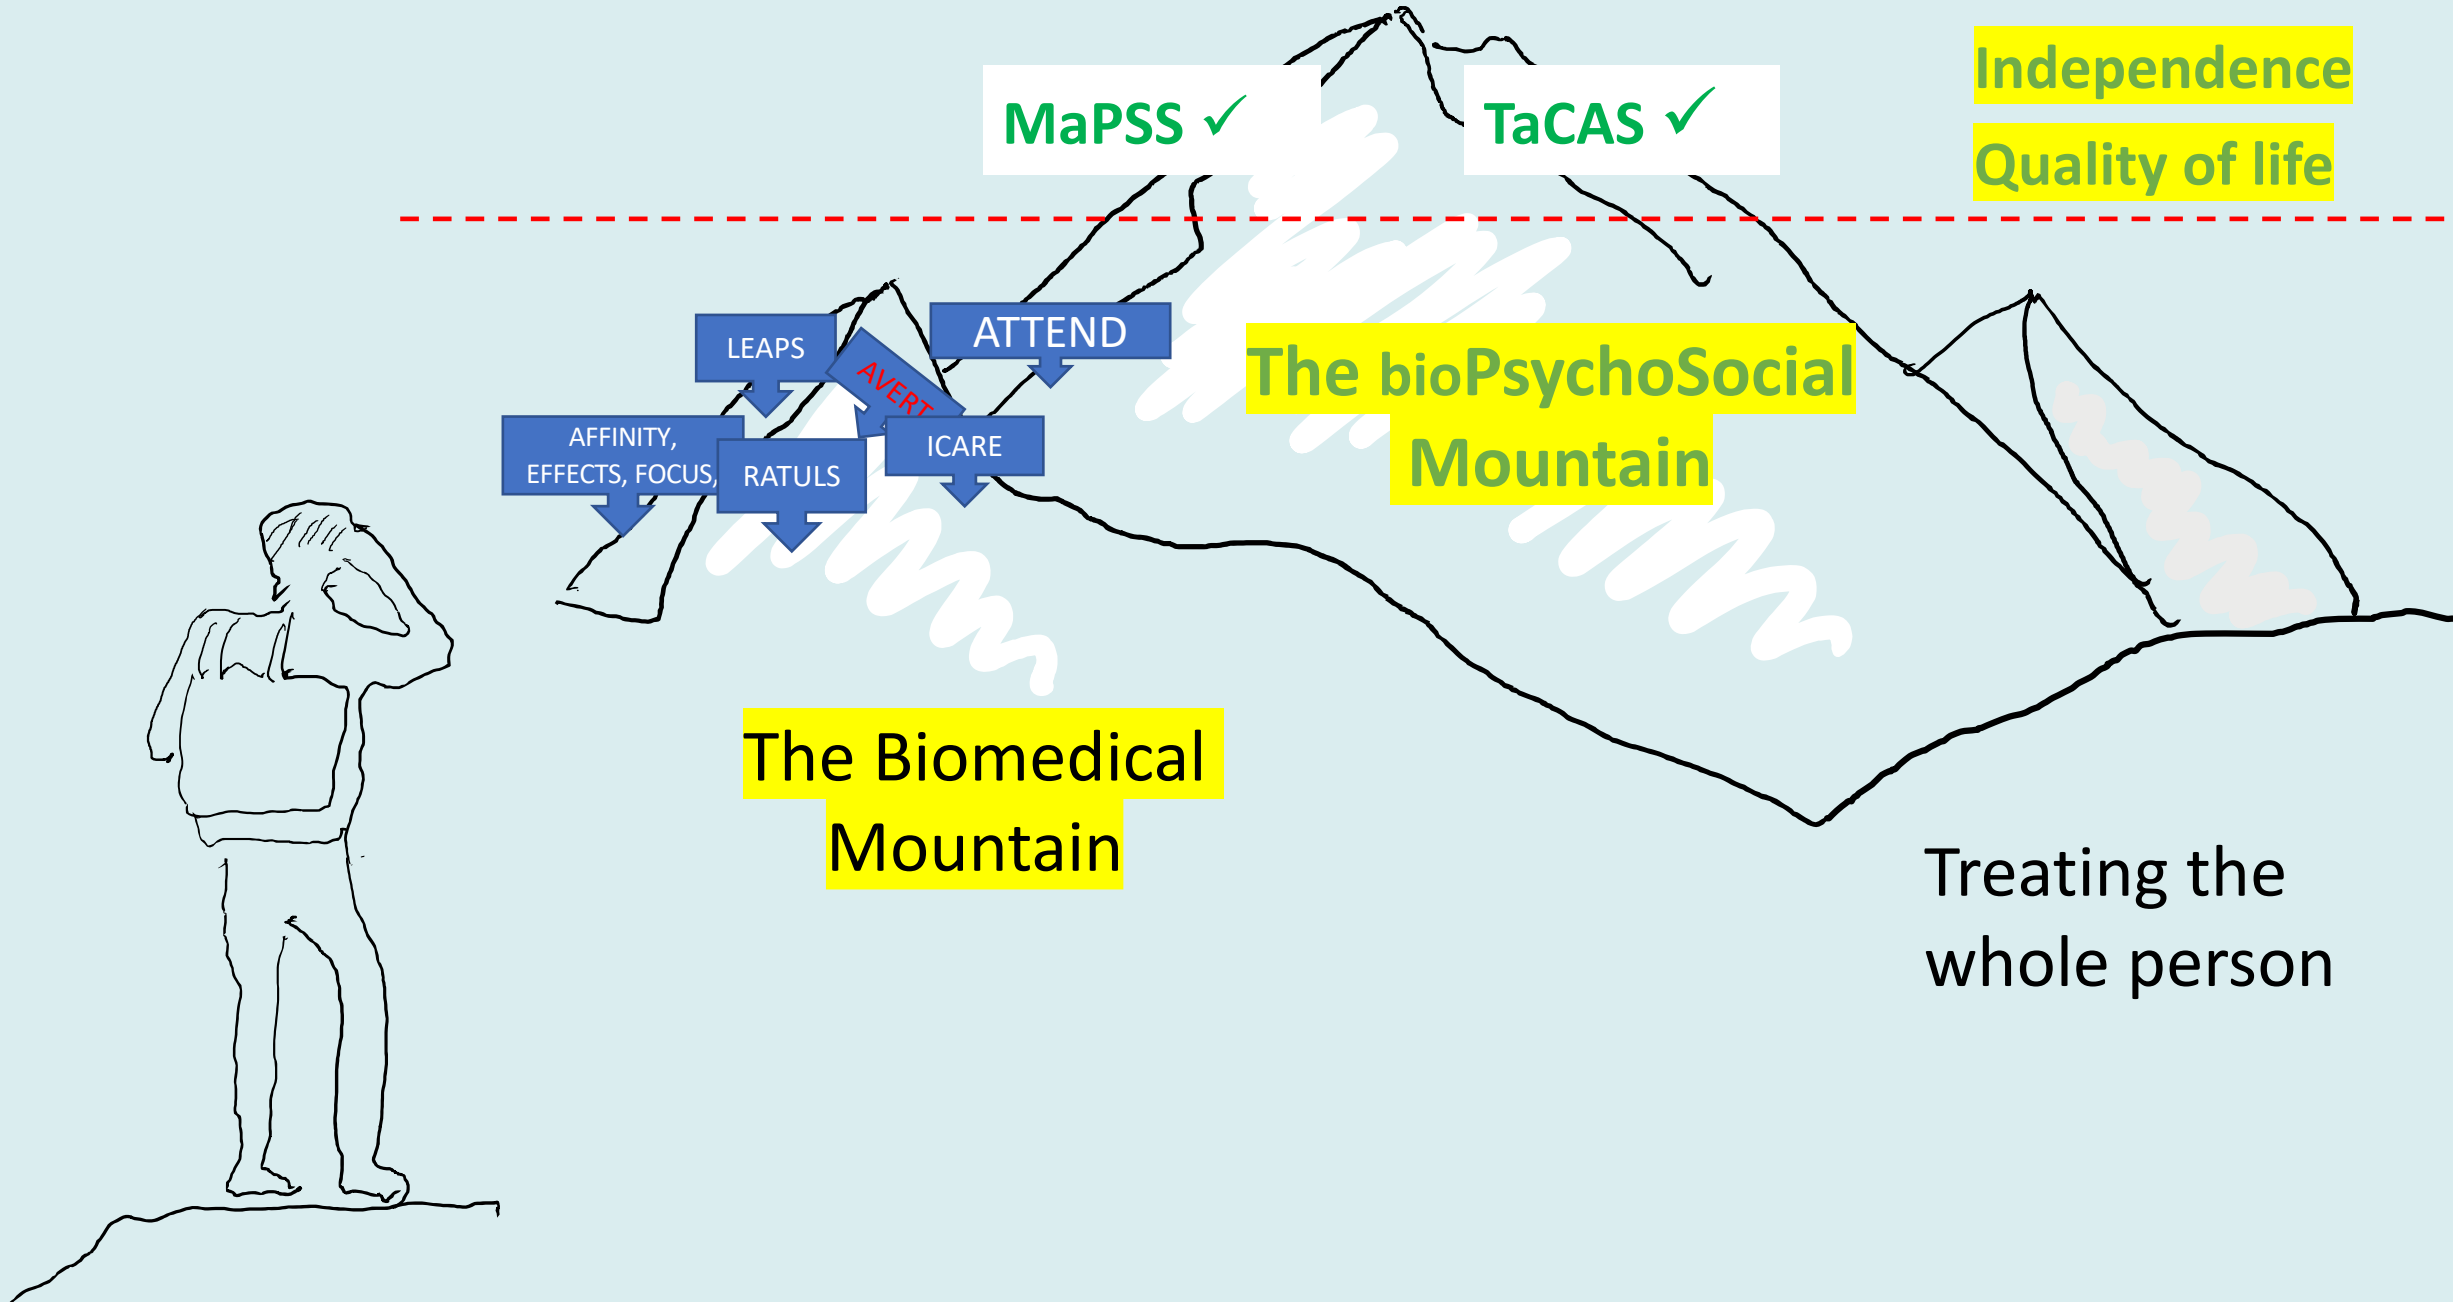 MaPSS ✓
TaCAS ✓
Independence
Quality of life
LEAPS
AVERT
ATTEND
AFFINITY,
EFFECTS, FOCUS,
RATULS
ICARE
The bioPsychoSocial
Mountain
The Biomedical
Mountain
Treating the
whole person